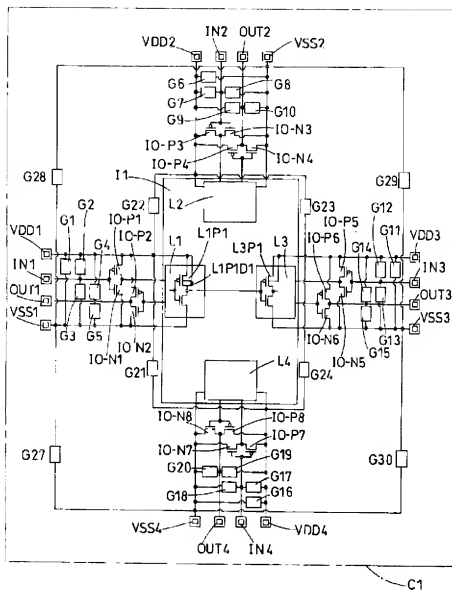 IN2 OUT2
VDD2 VSS2
G6 G8
G7
G9 G10
IO-P3 IO-N3
IO-P4 IO-N4
I1
G28 G29
L2
G22 G23
VDD1 G1 G2 IO-P1 IO-P2 L1 L1P1 L3P1 L3 IO-P6 IO-P5 G12 G11 VDD3
G4 G14
IN1 IN3
L1P1D1
OUT1 OUT3
VSS1 VSS3
G3 G5 IO-N1 IO-N2 IO-N6 IO-N5 G15 G13
G21 G24
L4
IO-N8 IO-P8
IO-N7 IO-P7
G20 G19
G27 G30
G18 G17
G16
VSS4 VDD4
OUT4 IN4
C1